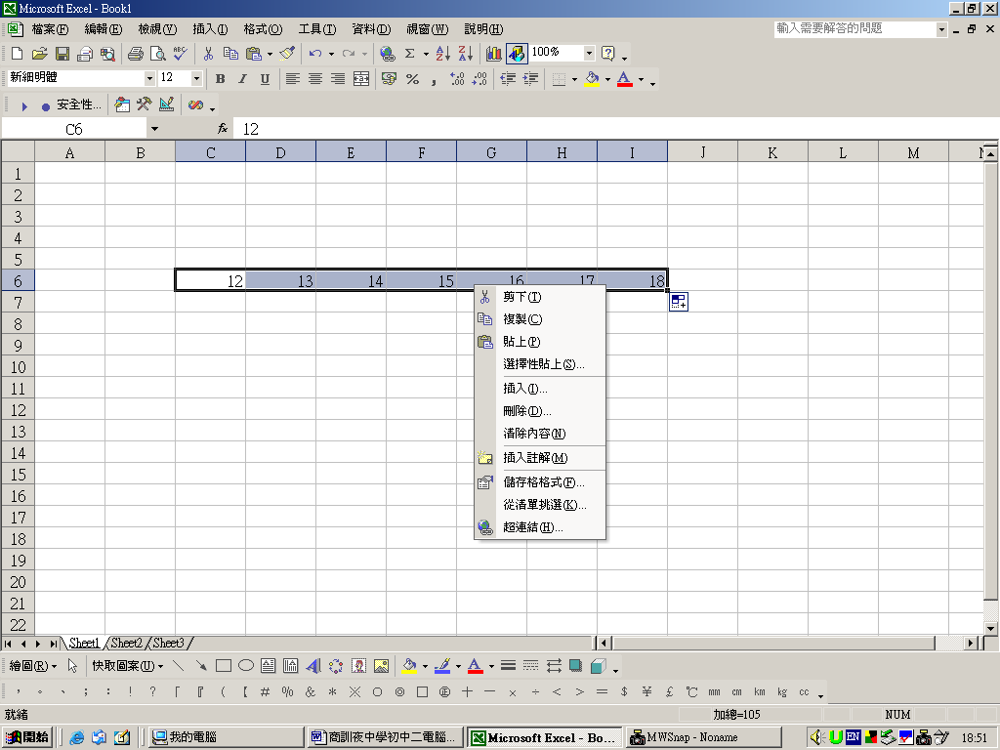 Microsoft Excel - Book1
檔案(F) 編輯(E) 檢視(V) 插入(I) 格式(O) 工具(T) 資料(D) 視窗(W) 說明(H) 輸入需要解答的問題
100%
新細明體 12 B I U
安全性...
C6 fx 12
A B C D E F G H I J K L M N
1
2
3
4
5
6 12 13 14 15 16 17 18
7
8
9
10
11
12
13
14
15
16
17
18
19
20
21
22
剪下(T)
複製(C)
貼上(P)
選擇性貼上(S)...
插入(I)...
刪除(D)...
清除內容(N)
插入註解(M)
儲存格格式(F)...
從清單挑選(K)...
超連結(H)...
Sheet1 Sheet2 Sheet3
繪圖(R) 快取圖案(U)
, 。 、 ; : ! ? 『 『 ( 【 # % & * ※ ○ ◎ □ ㊣ + − × ÷ < > = $ ¥ £ ℃ mm cm km kg cc
就緒 加總=105 NUM
開始 我的電腦 商訓夜中學初中二電腦... Microsoft Excel - Bo... MWSnap - Noname EN 18:51